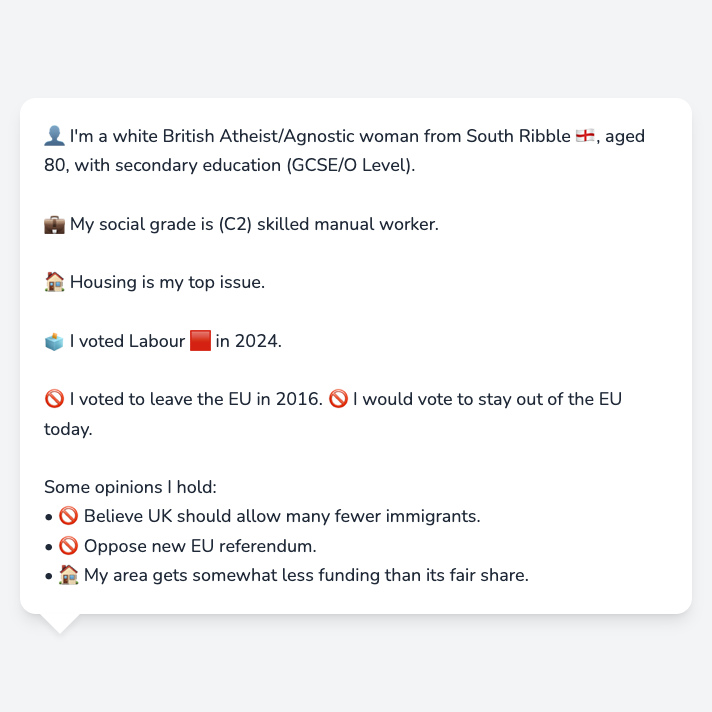 👤 I'm a white British Atheist/Agnostic woman from South Ribble 🏴󠁧󠁢󠁥󠁮󠁧󠁿, aged
80, with secondary education (GCSE/O Level).
💼 My social grade is (C2) skilled manual worker.
🏠 Housing is my top issue.
🗳️ I voted Labour 🟥 in 2024.
🚫 I voted to leave the EU in 2016. 🚫 I would vote to stay out of the EU
today.
Some opinions I hold:
• 🚫 Believe UK should allow many fewer immigrants.
• 🚫 Oppose new EU referendum.
• 🏠 My area gets somewhat less funding than its fair share.